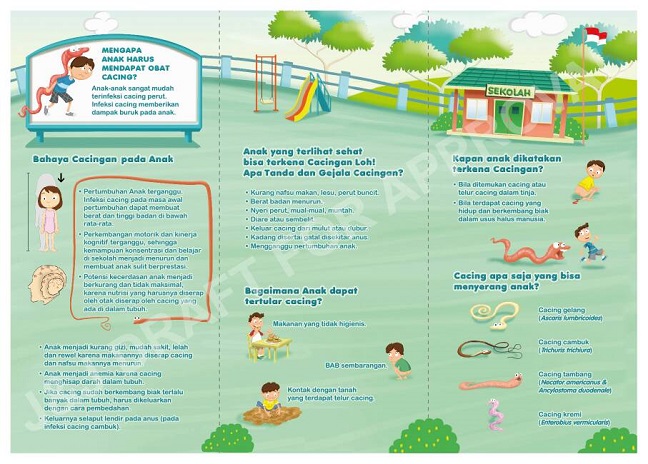 MENGAPA
ANAK HARUS
MENDAPAT OBAT
CACING?
Anak-anak sangat mudah
terinfeksi cacing perut.
Infeksi cacing memberikan
dampak buruk pada anak.
Bahaya Cacingan pada Anak
• Pertumbuhan Anak terganggu.
Infeksi cacing pada masa awal
pertumbuhan dapat membuat
berat dan tinggi badan di bawah
rata-rata.
• Perkembangan motorik dan kinerja
kognitif terganggu, sehingga
kemampuan konsentrasi dan belajar
di sekolah menjadi menurun dan
membuat anak sulit berprestasi.
• Potensi kecerdasan anak menjadi
berkurang dan tidak maksimal,
karena nutrisi yang harusnya diserap
oleh otak diserap oleh cacing yang
ada di dalam tubuh
• Anak menjadi kurang gizi, mudah sakit, lelah
dan rewel karena makanannya diserap cacing
dan nafsu makannya menurun
• Anak menjadi anemia karena cacing
menghisap darah dalam tubuh.
• Jika cacing sudah berkembang biak terlalu
banyak dalam tubuh, harus dikeluarkan
dengan cara pembedahan
• Keluarnya selaput lendir pada anus (pada
infeksi cacing cambuk).
Anak yang terlihat sehat
bisa terkena Cacingan Loh!
Apa Tanda dan Gejala Cacingan?
• Kurang nafsu makan, lesu, perut buncit.
• Berat badan menurun.
• Nyeri perut, mual-mual, muntah.
• Diare atau sembelit.
• Keluar cacing dari mulut atau dubur.
• Kadang disertai gatal disekitar anus.
• Mengganggu pertumbuhan anak.
Bagaimana Anak dapat
tertular cacing?
Makanan yang tidak higienis.
BAB sembarangan.
Kontak dengan tanah
yang terdapat telur cacing.
SEKOLAH
Kapan anak dikatakan
terkena Cacingan?
• Bila ditemukan cacing atau
telur cacing dalam tinja.
• Bila terdapat cacing yang
hidup dan berkembang biak
dalam usus halus manusia.
Cacing apa saja yang bisa
menyerang anak?
Cacing gelang
(Ascaris lumbricoides)
Cacing cambuk
(Trichuris trichiura)
Cacing tambang
(Necator americanus &
Ancylostoma duodenale)
Cacing kremi
(Enterobius vermicularis)